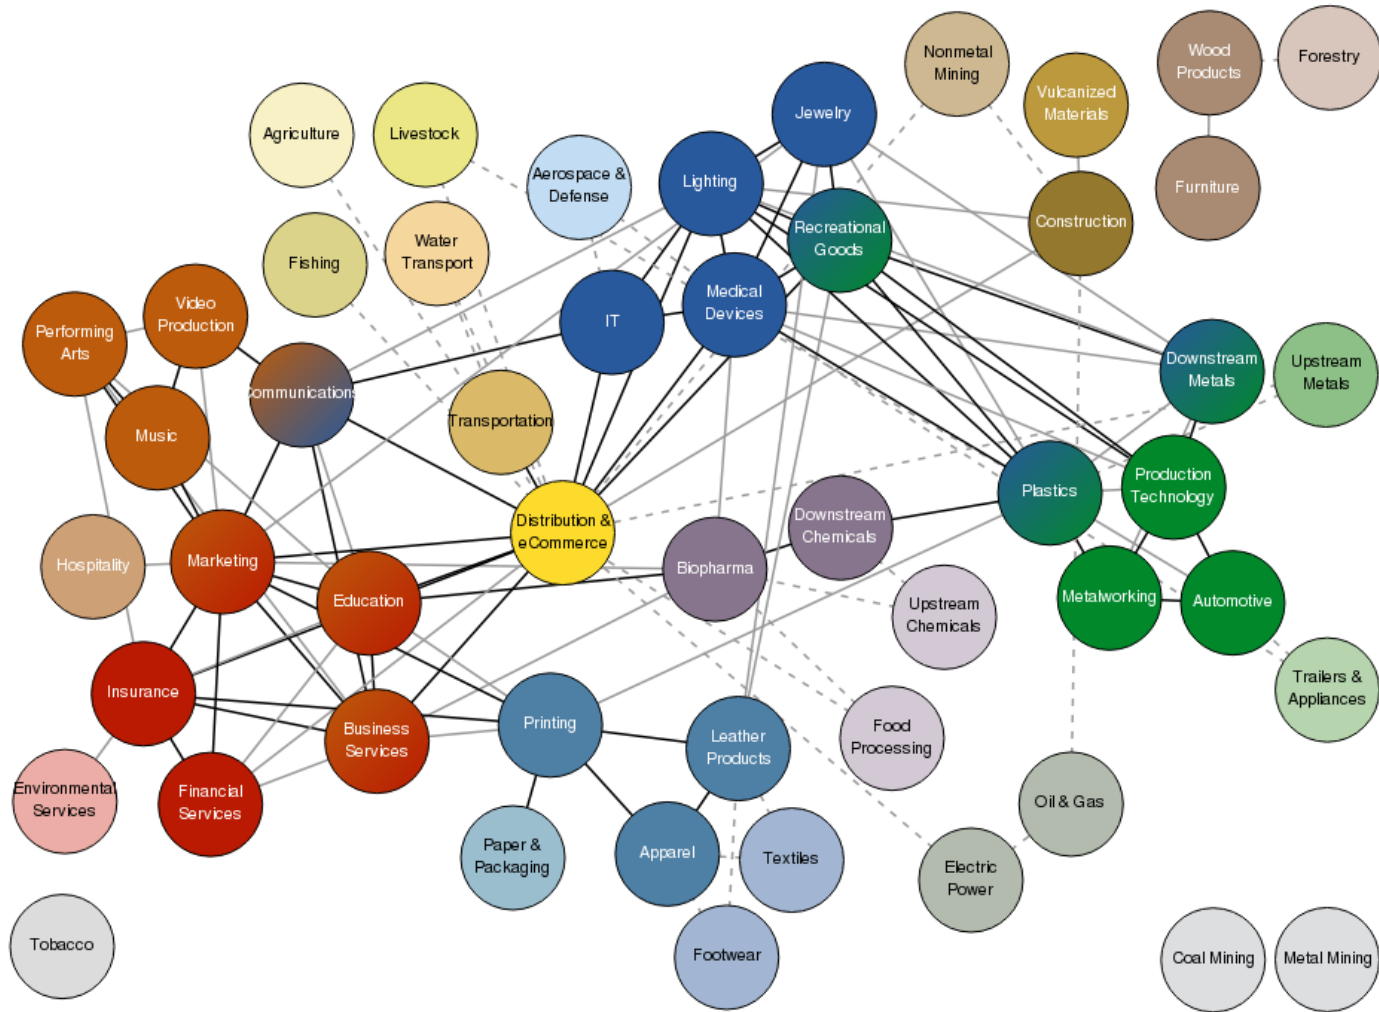 Nonmetal
Mining
Wood
Products
Forestry
Jewelry
Vulcanized
Materials
Agriculture
Livestock
Aerospace &
Defense
Lighting
Furniture
Recreational
Goods
Construction
Fishing
Water
Transport
Video
Production
Performing
Arts
IT
Medical
Devices
Downstream
Metals
Upstream
Metals
Communications
Transportation
Music
Plastics
Production
Technology
Distribution &
eCommerce
Downstream
Chemicals
Hospitality
Marketing
Education
Biopharma
Upstream
Chemicals
Metalworking
Automotive
Insurance
Business
Services
Printing
Leather
Products
Food
Processing
Trailers &
Appliances
Environmental
Services
Financial
Services
Paper &
Packaging
Apparel
Textiles
Oil & Gas
Electric
Power
Tobacco
Footwear
Coal Mining
Metal Mining